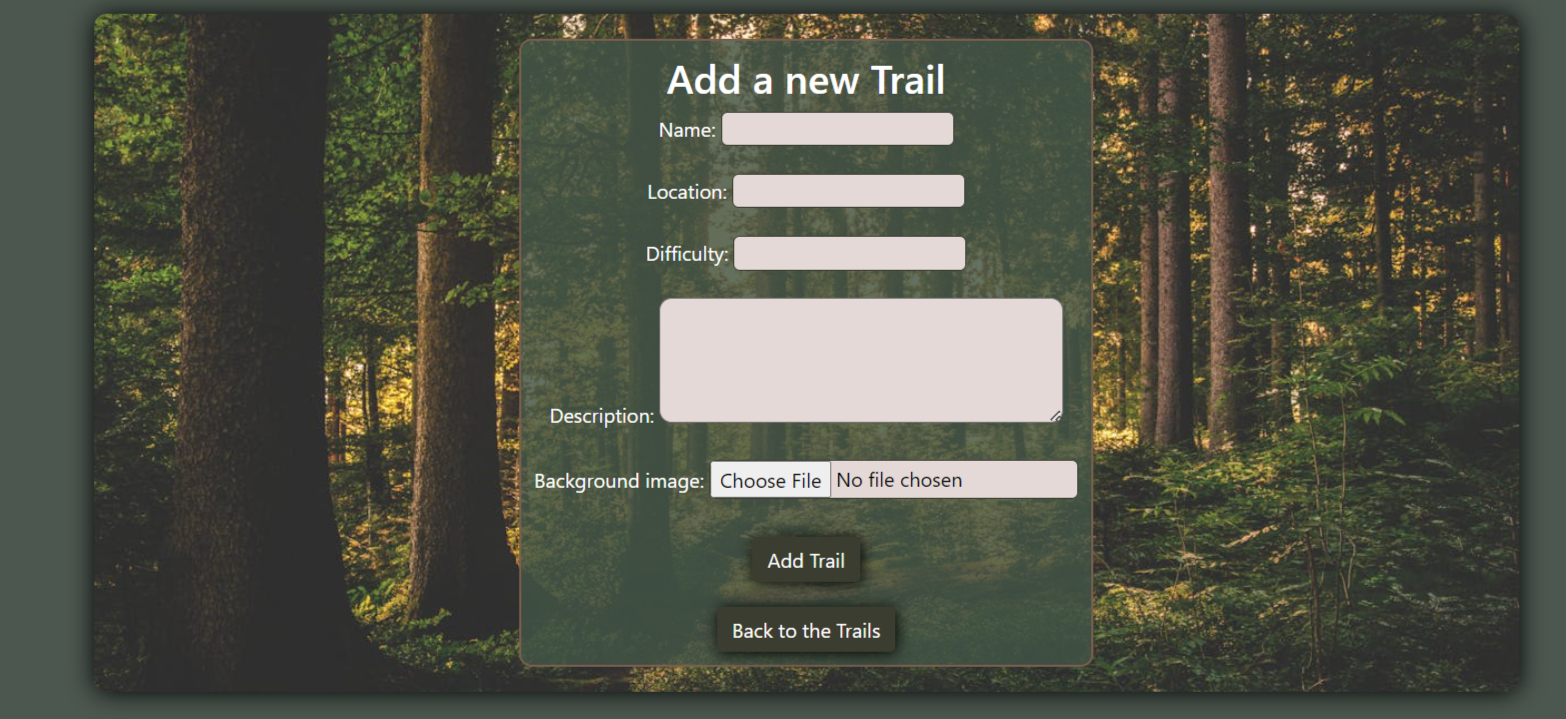 Add a new Trail
Name:
Location:
Difficulty:
Description:
Background image: Choose File No file chosen
Add Trail
Back to the Trails